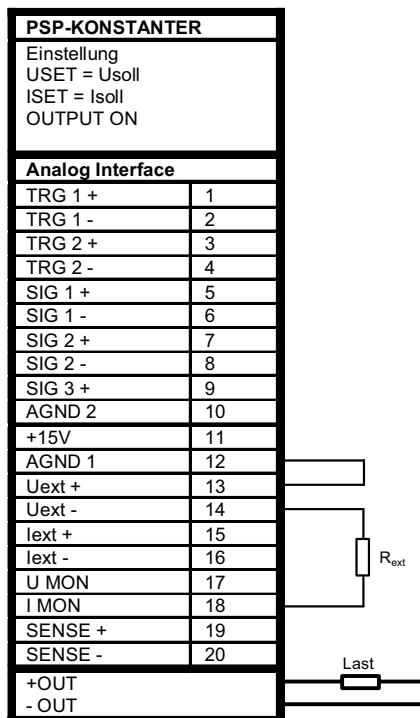 PSP-KONSTANTER
Einstellung
USET = Usoll
ISET = Isoll
OUTPUT ON
Analog Interface
TRG 1 + 1
TRG 1 - 2
TRG 2 + 3
TRG 2 - 4
SIG 1 + 5
SIG 1 - 6
SIG 2 + 7
SIG 2 - 8
SIG 3 + 9
AGND 2 10
+15V 11
AGND 1 12
Uext + 13
Uext - 14
Iext + 15
Iext - 16
U MON 17
I MON 18
SENSE + 19
SENSE - 20
Rext
Last
+OUT
- OUT